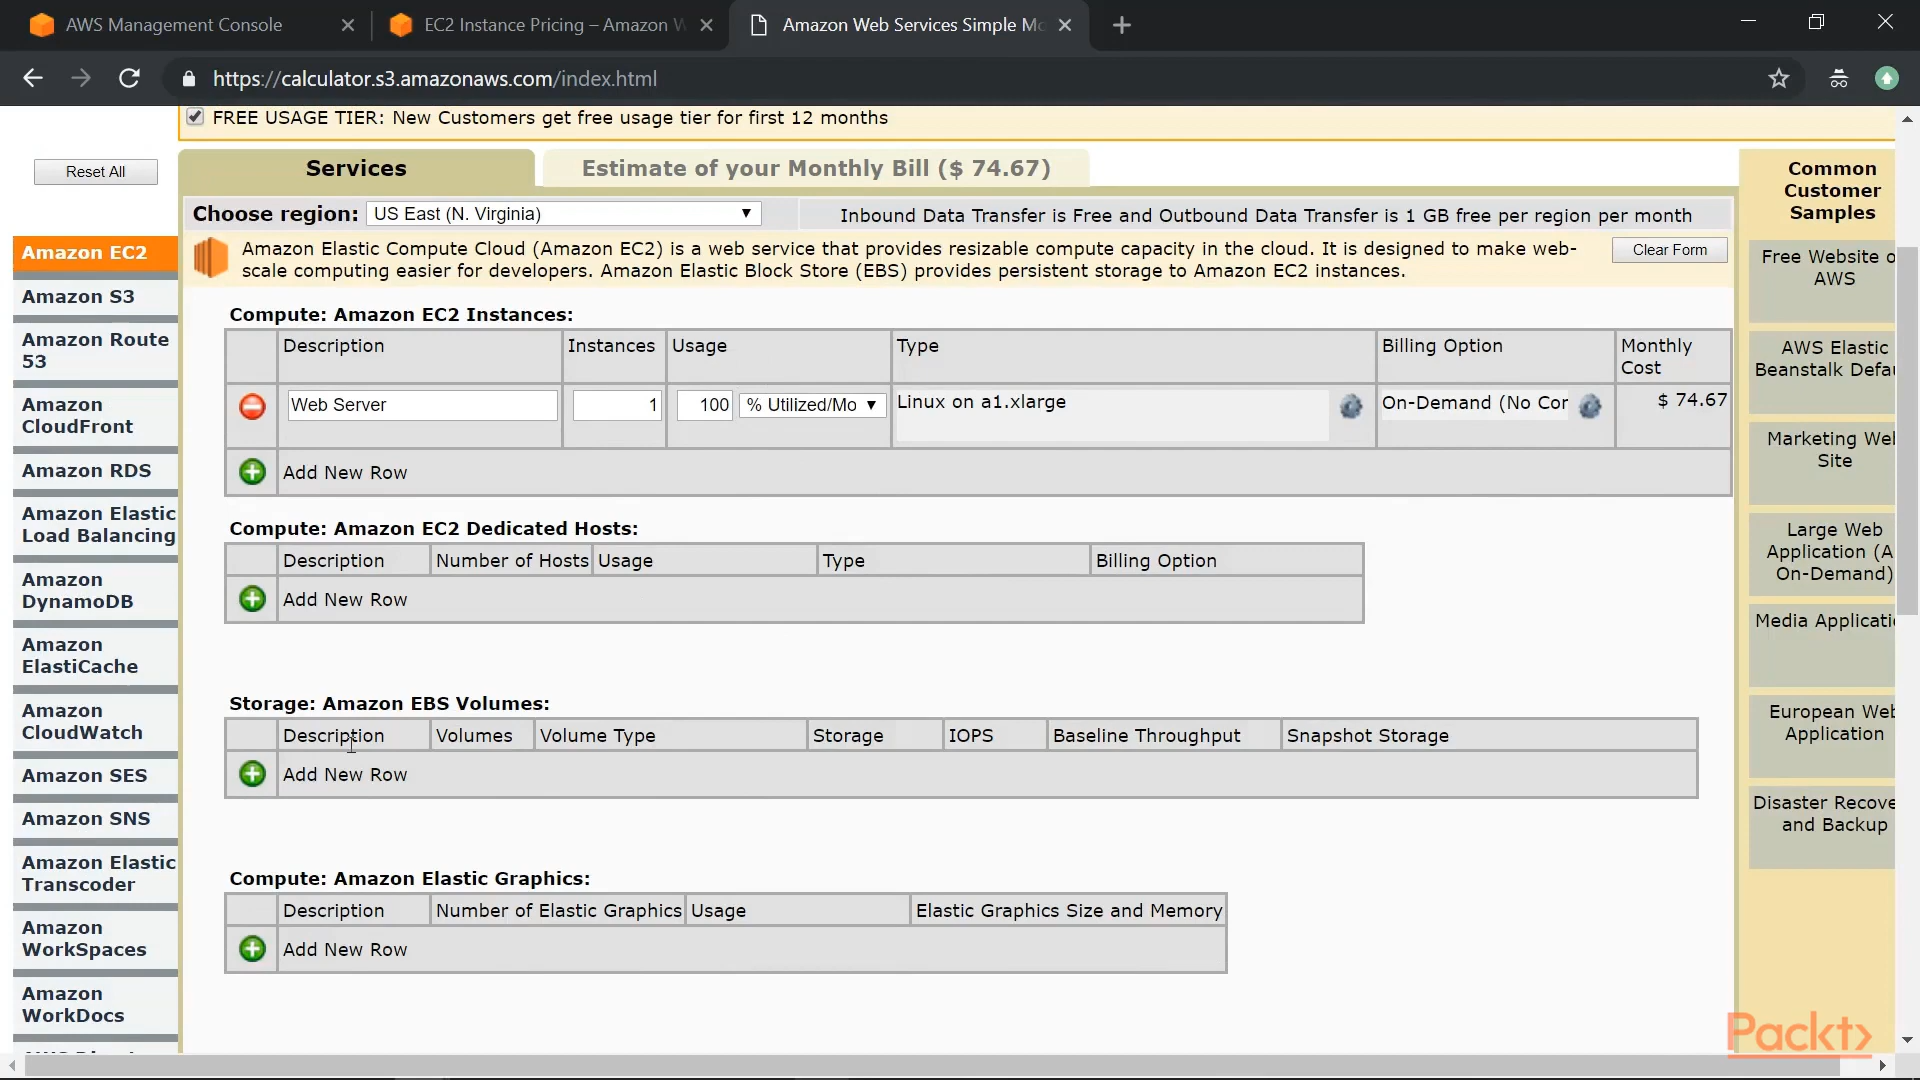 AWS Management Console
EC2 Instance Pricing – Amazon W
Amazon Web Services Simple Mo
https://calculator.s3.amazonaws.com/index.html
FREE USAGE TIER: New Customers get free usage tier for first 12 months
Reset All
Services
Estimate of your Monthly Bill ($ 74.67)
Choose region:
US East (N. Virginia)
Inbound Data Transfer is Free and Outbound Data Transfer is 1 GB free per region per month
Amazon Elastic Compute Cloud (Amazon EC2) is a web service that provides resizable compute capacity in the cloud. It is designed to make web-
scale computing easier for developers. Amazon Elastic Block Store (EBS) provides persistent storage to Amazon EC2 instances.
Clear Form
Amazon EC2
Amazon S3
Amazon Route
53
Amazon
CloudFront
Amazon RDS
Amazon Elastic
Load Balancing
Amazon
DynamoDB
Amazon
ElastiCache
Amazon
CloudWatch
Amazon SES
Amazon SNS
Amazon Elastic
Transcoder
Amazon
WorkSpaces
Amazon
WorkDocs
Compute: Amazon EC2 Instances:
Description Instances Usage Type Billing Option Monthly
Cost
Web Server 1 100 % Utilized/Mo Linux on a1.xlarge On-Demand (No Cor $ 74.67
Add New Row
Compute: Amazon EC2 Dedicated Hosts:
Description Number of Hosts Usage Type Billing Option
Add New Row
Storage: Amazon EBS Volumes:
Description Volumes Volume Type Storage IOPS Baseline Throughput Snapshot Storage
Add New Row
Compute: Amazon Elastic Graphics:
Description Number of Elastic Graphics Usage Elastic Graphics Size and Memory
Add New Row
Common
Customer
Samples
Free Website o
AWS
AWS Elastic
Beanstalk Defau
Marketing Wel
Site
Large Web
Application (A
On-Demand)
Media Applicati
European Web
Application
Disaster Recove
and Backup
Packt>